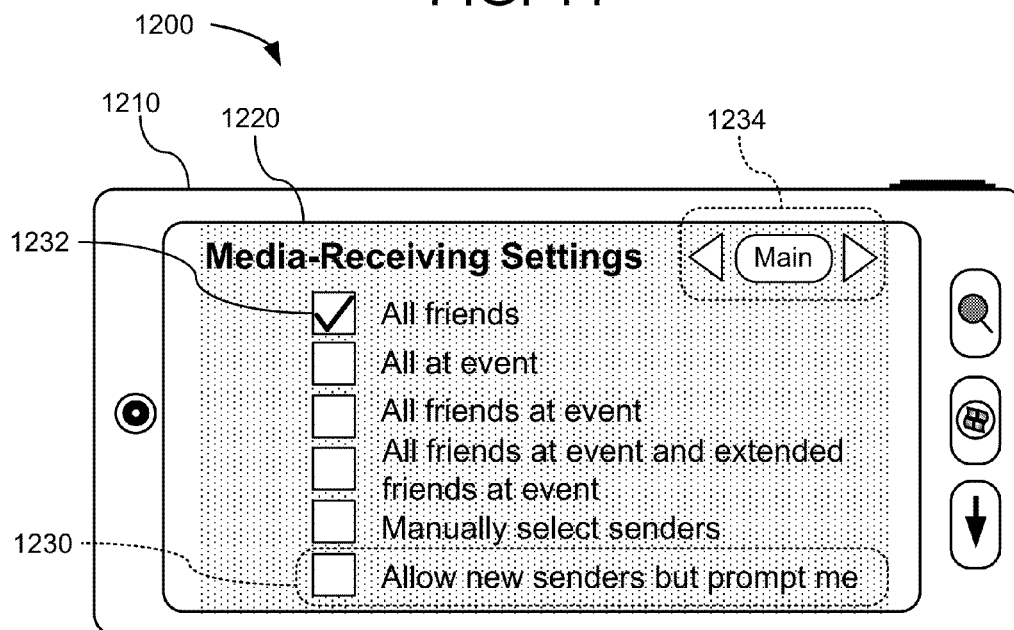 1200
1210
1220
1234
1232
Media-Receiving Settings
Main
All friends
All at event
All friends at event
All friends at event and extended
friends at event
Manually select senders
1230
Allow new senders but prompt me